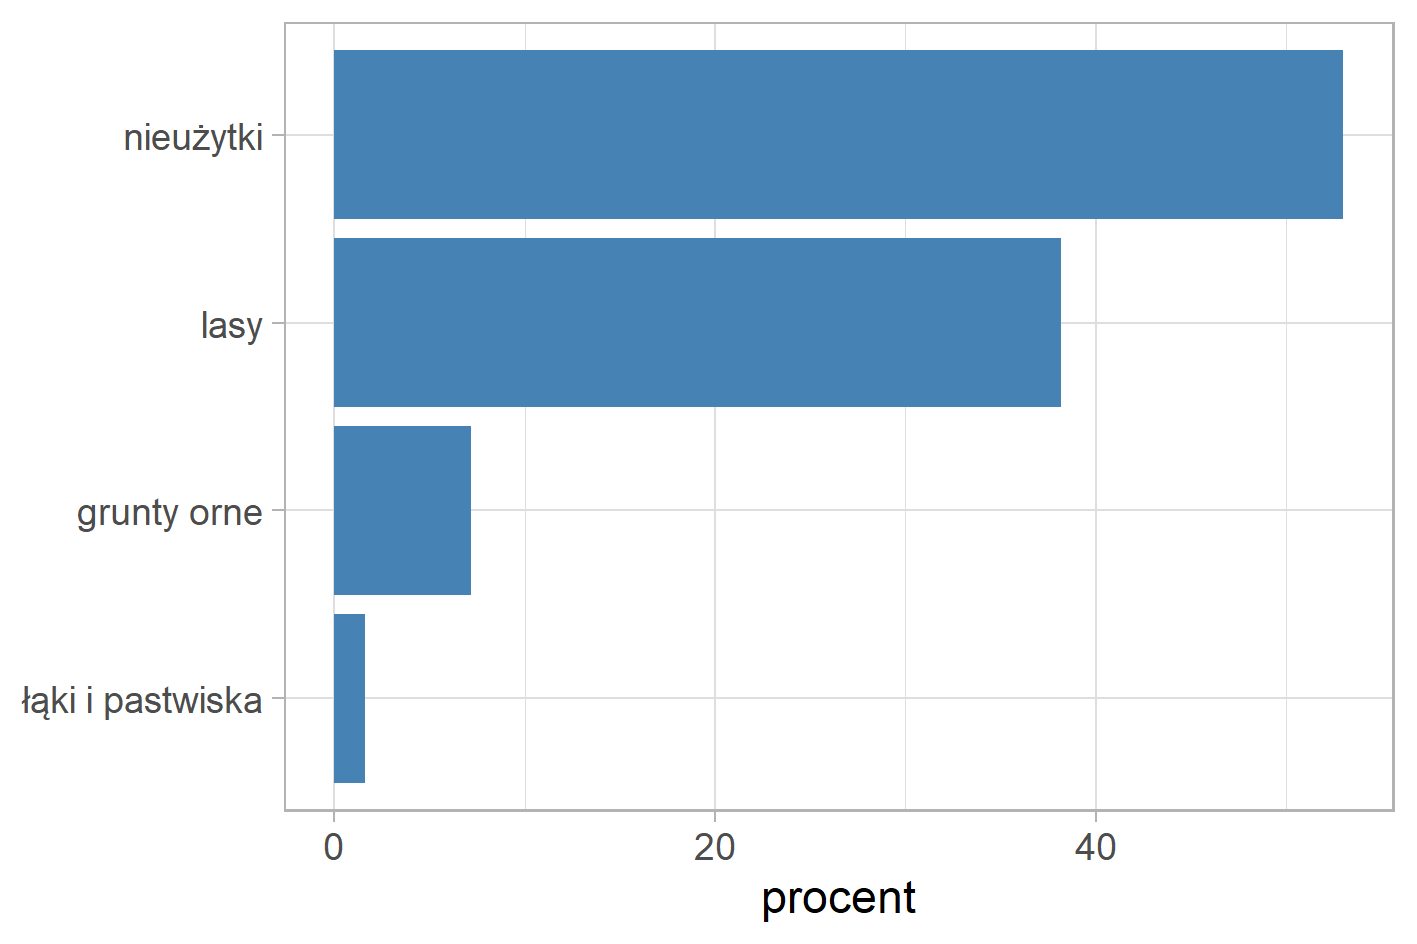 nieużytki
lasy
grunty orne
łąki i pastwiska
0 20 40
procent